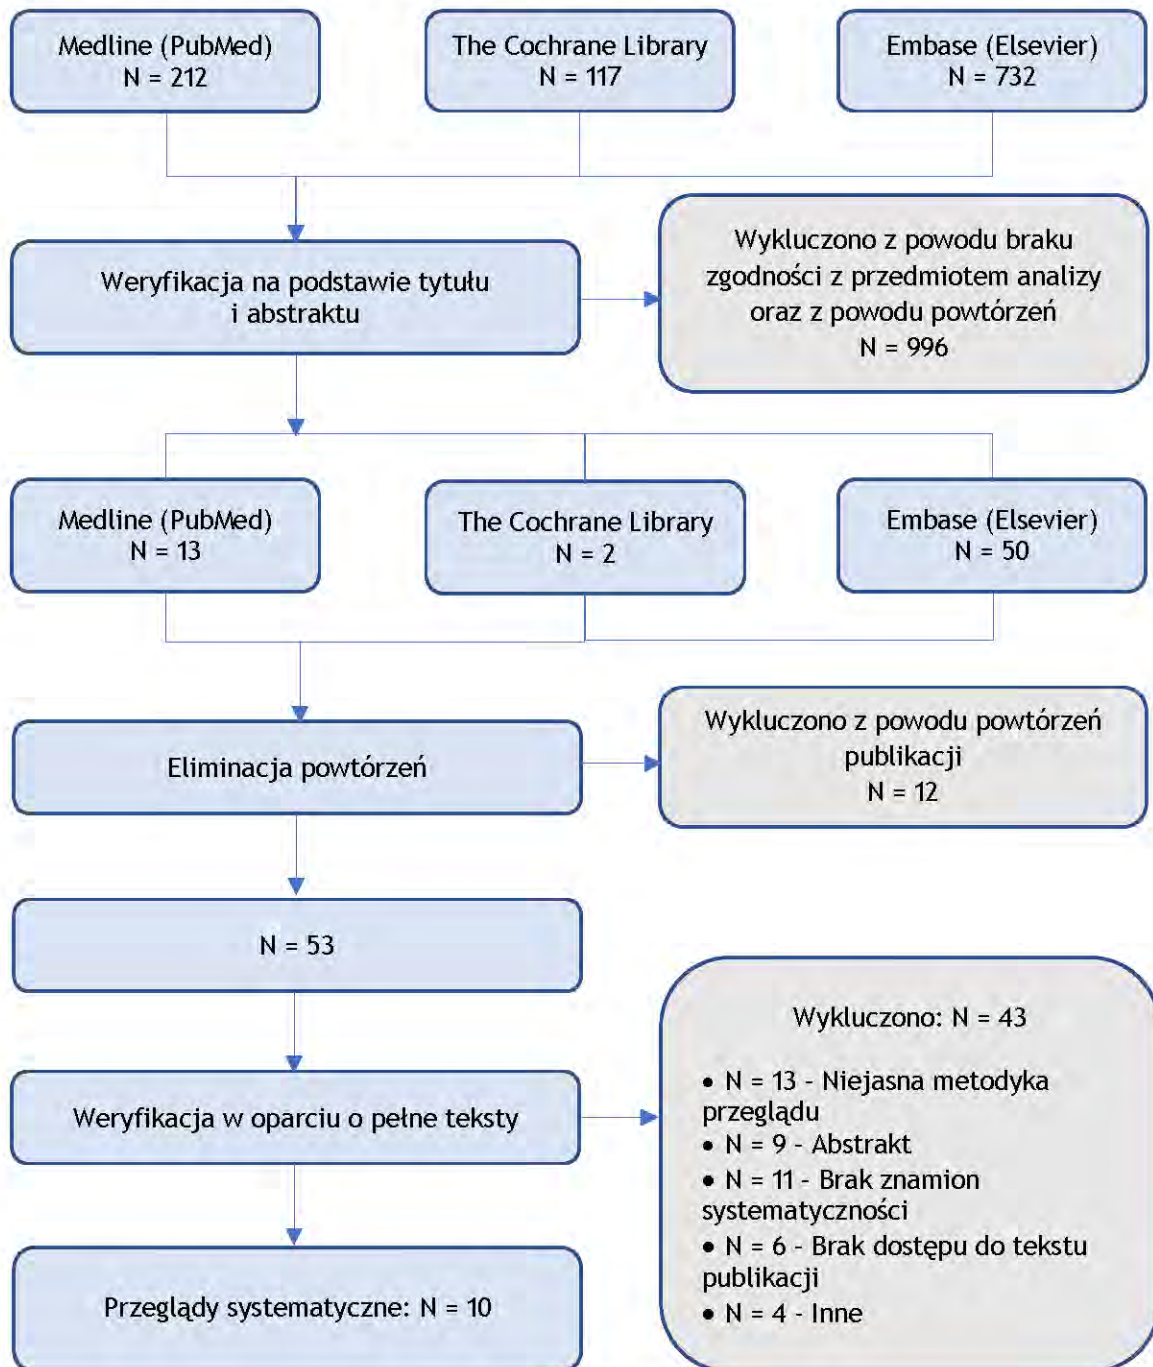 Medline (PubMed)
N = 212
The Cochrane Library
N = 117
Embase (Elsevier)
N = 732
Weryfikacja na podstawie tytułu
i abstraktu
Wykluczono z powodu braku
zgodności z przedmiotem analizy
oraz z powodu powtórzeń
N = 996
Medline (PubMed)
N = 13
The Cochrane Library
N = 2
Embase (Elsevier)
N = 50
Eliminacja powtórzeń
Wykluczono z powodu powtórzeń
publikacji
N = 12
N = 53
Weryfikacja w oparciu o pełne teksty
Wykluczono: N = 43
• N = 13 - Niejasna metodyka
przeglądu
• N = 9 - Abstrakt
• N = 11 - Brak znamion
systematyczności
• N = 6 - Brak dostępu do tekstu
publikacji
• N = 4 - Inne
Przeglądy systematyczne: N = 10